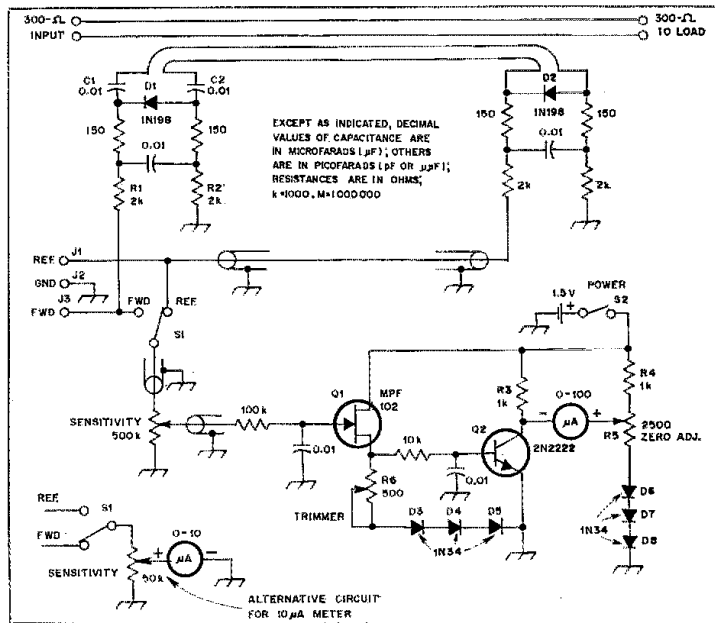 300-Ω
INPUT
300-Ω
TO LOAD
C1
0.01
C2
0.01
D1
1N198
150
150
0.01
R1
2k
R2
2k
D2
1N198
150
150
0.01
2k
2k
EXCEPT AS INDICATED, DECIMAL
VALUES OF CAPACITANCE ARE
IN MICROFARADS (µF); OTHERS
ARE IN PICOFARADS (pF OR µµF);
RESISTANCES ARE IN OHMS;
k=1000, M=1000000
REF.
J1
GND
J2
J3
FWD
FWD
REF.
S1
POWER
1.5V
+
S2
SENSITIVITY
500k
100k
0.01
Q1
MPF
102
10k
0.01
R6
500
TRIMMER
D3
D4
D5
1N34
Q2
2N2222
R3
1k
-
0-100
µA
+
R4
1k
R5
2500
ZERO ADJ.
D6
D7
D8
1N34
REF.
FWD
S1
0-10
+
µA
-
SENSITIVITY
50k
ALTERNATIVE CIRCUIT
FOR 10µA METER